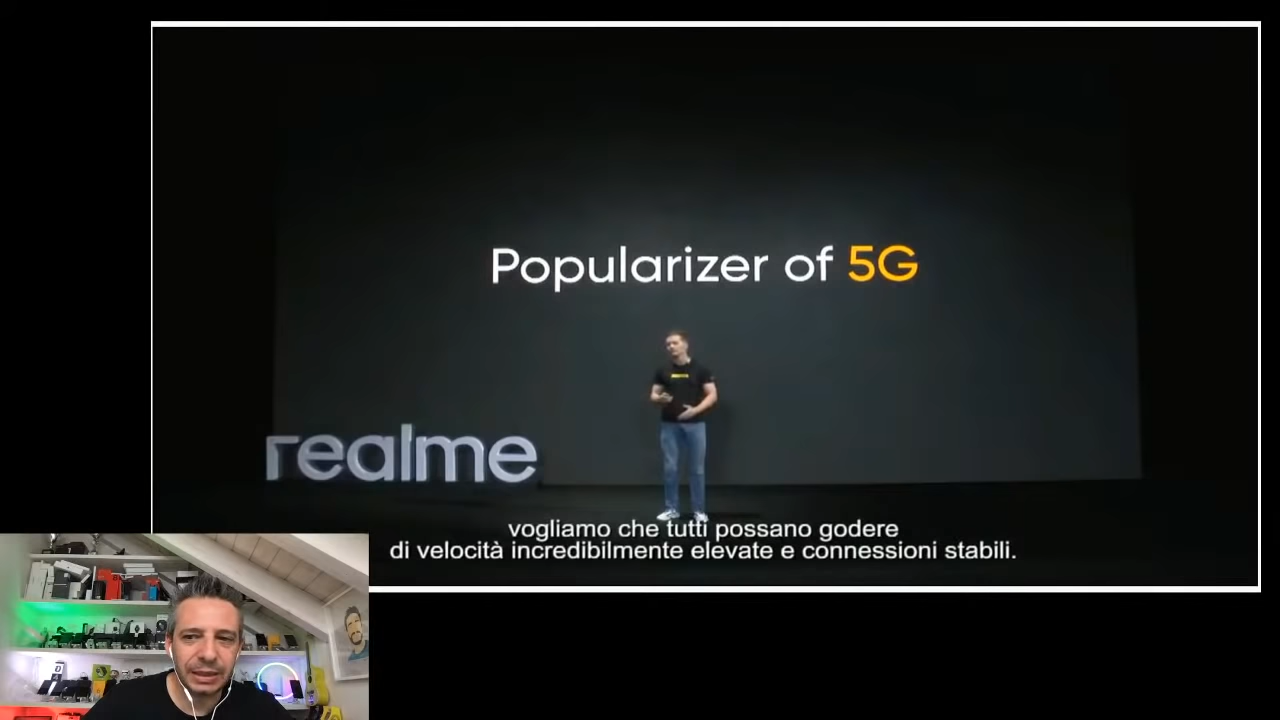 Popularizer of 5G
realme
vogliamo che tutti possano godere
di velocità incredibilmente elevate e connessioni stabili.